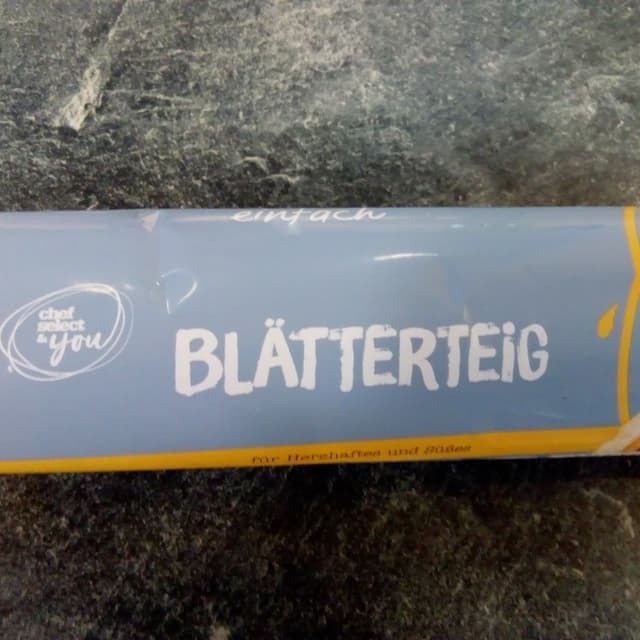 einfach
chef
select
& you
BLÄTTERTEiG
für Herzhaftes und Süßes